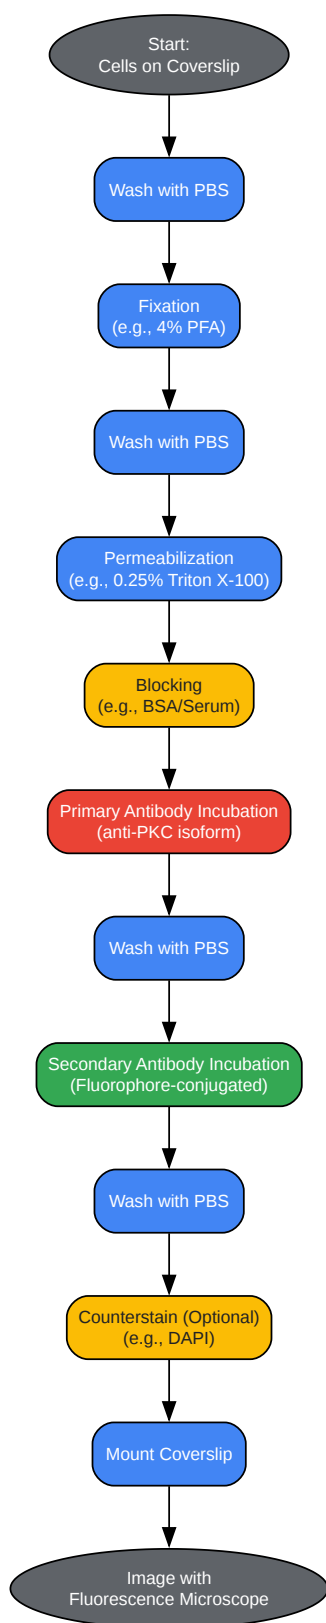 Start:
Cells on Coverslip
Wash with PBS
Fixation
(e.g., 4% PFA)
Wash with PBS
Permeabilization
(e.g., 0.25% Triton X-100)
Blocking
(e.g., BSA/Serum)
Primary Antibody Incubation
(anti-PKC isoform)
Wash with PBS
Secondary Antibody Incubation
(Fluorophore-conjugated)
Wash with PBS
Counterstain (Optional)
(e.g., DAPI)
Mount Coverslip
Image with
Fluorescence Microscope